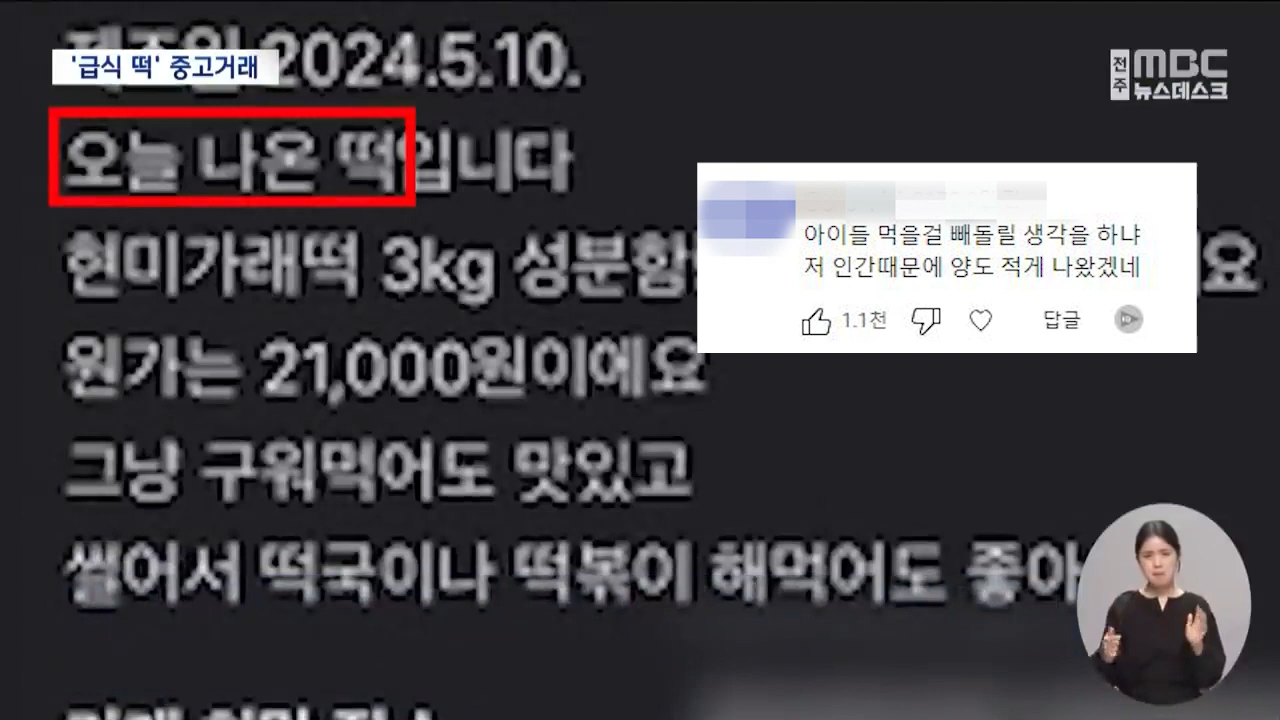 '급식 떡' 중고거래
2024.5.10.
전주 MBC
뉴스데스크
오늘 나온 떡입니다
현미가래떡 3kg 성분함
요
원가는 21,000원이에요
그냥 구워먹어도 맛있고
썰어서 떡국이나 떡볶이 해먹어도 좋아
아이들 먹을걸 빼돌릴 생각을 하냐
저 인간때문에 양도 적게 나왔겠네
1.1천
답글